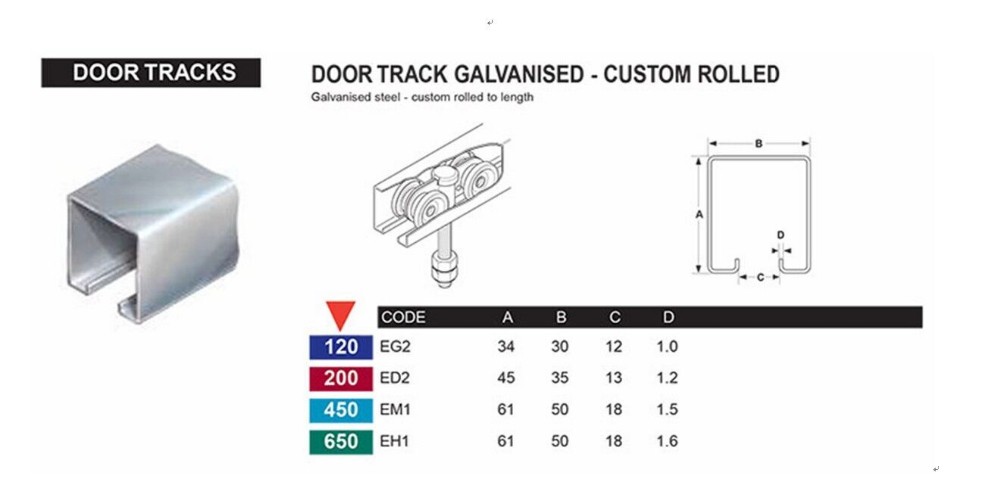 DOOR TRACKS
DOOR TRACK GALVANISED - CUSTOM ROLLED
Galvanised steel - custom rolled to length
B
A
D
C
CODE A B C D
120 EG2 34 30 12 1.0
200 ED2 45 35 13 1.2
450 EM1 61 50 18 1.5
650 EH1 61 50 18 1.6